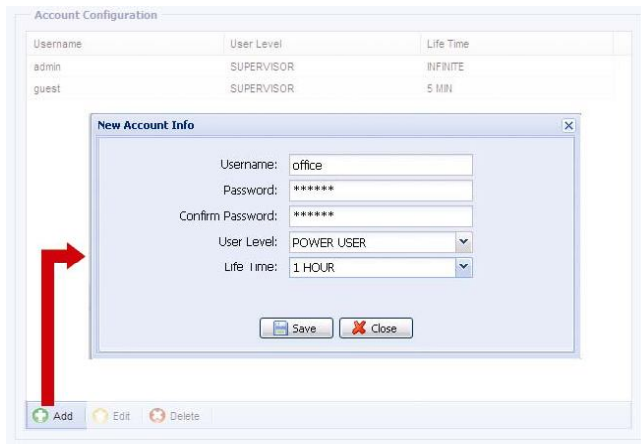 Account Configuration
Username User Level Life Time
admin SUPERVISOR INFINITE
guest SUPERVISOR 5 MIN
New Account Info
Username: office
Password: ******
Confirm Password: ******
User Level: POWER USER
Life Time: 1 HOUR
Save Close
Add Edit Delete